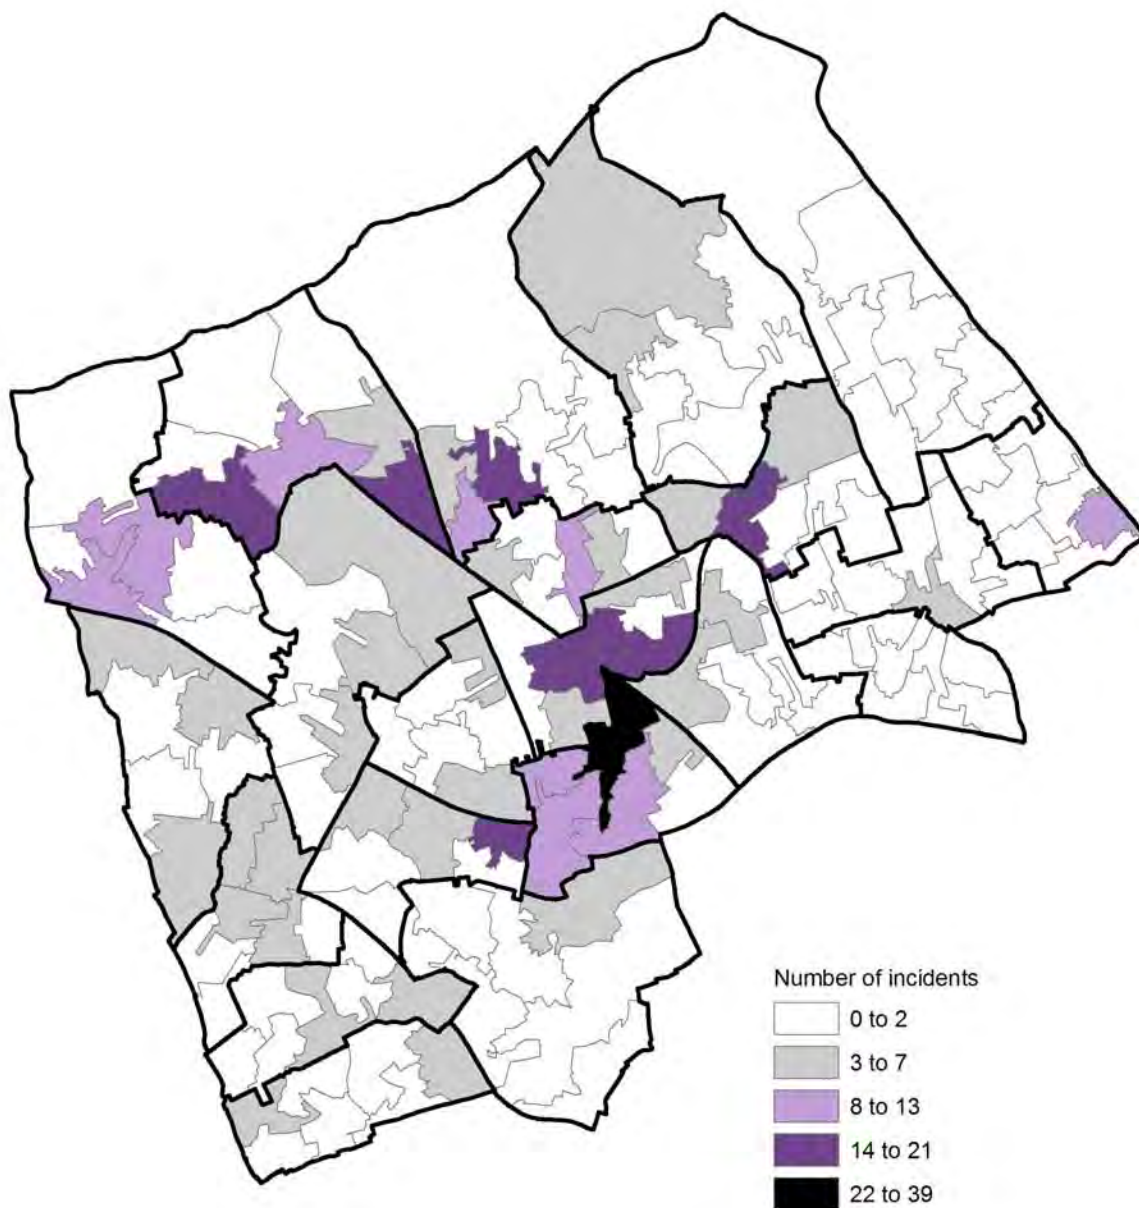 Number of incidents
0 to 2
3 to 7
8 to 13
14 to 21
22 to 39